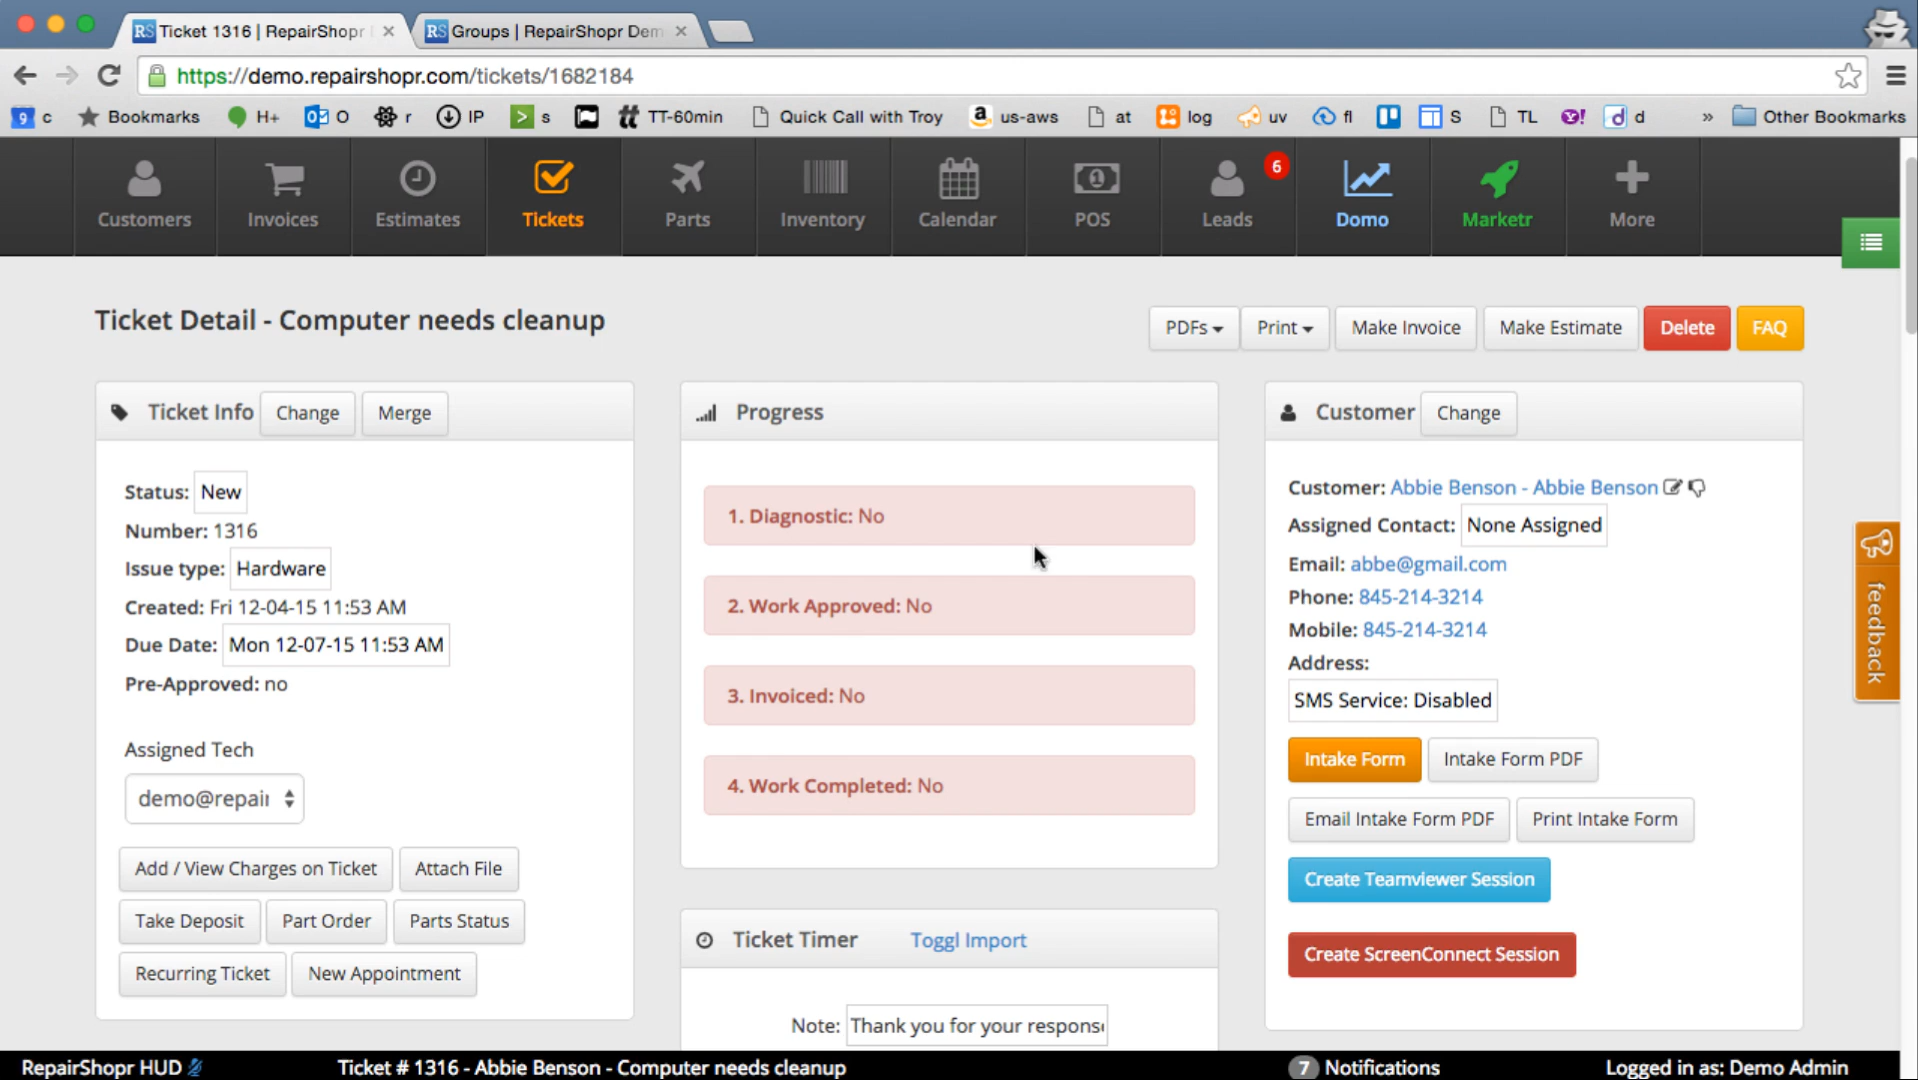 RS Ticket 1316 | RepairShopr
RS Groups | RepairShopr Dem
https://demo.repairshopr.com/tickets/1682184
9 c Bookmarks H+ O r IP s TT-60min Quick Call with Troy us-aws at log uv fl S TL Y! d d » Other Bookmarks
6
Customers Invoices Estimates Tickets Parts Inventory Calendar POS Leads Domo Marketr More
Ticket Detail - Computer needs cleanup
PDFs Print Make Invoice Make Estimate Delete FAQ
Ticket Info Change Merge
Status: New
Number: 1316
Issue type: Hardware
Created: Fri 12-04-15 11:53 AM
Due Date: Mon 12-07-15 11:53 AM
Pre-Approved: no
Assigned Tech
demo@repair
Add / View Charges on Ticket Attach File
Take Deposit Part Order Parts Status
Recurring Ticket New Appointment
Progress
1. Diagnostic: No
2. Work Approved: No
3. Invoiced: No
4. Work Completed: No
Ticket Timer Toggl Import
Note: Thank you for your response
Customer Change
Customer: Abbie Benson - Abbie Benson
Assigned Contact: None Assigned
Email: abbe@gmail.com
Phone: 845-214-3214
Mobile: 845-214-3214
Address:
SMS Service: Disabled
Intake Form Intake Form PDF
Email Intake Form PDF Print Intake Form
Create Teamviewer Session
Create ScreenConnect Session
feedback
RepairShopr HUD Ticket # 1316 - Abbie Benson - Computer needs cleanup 7 Notifications Logged in as: Demo Admin